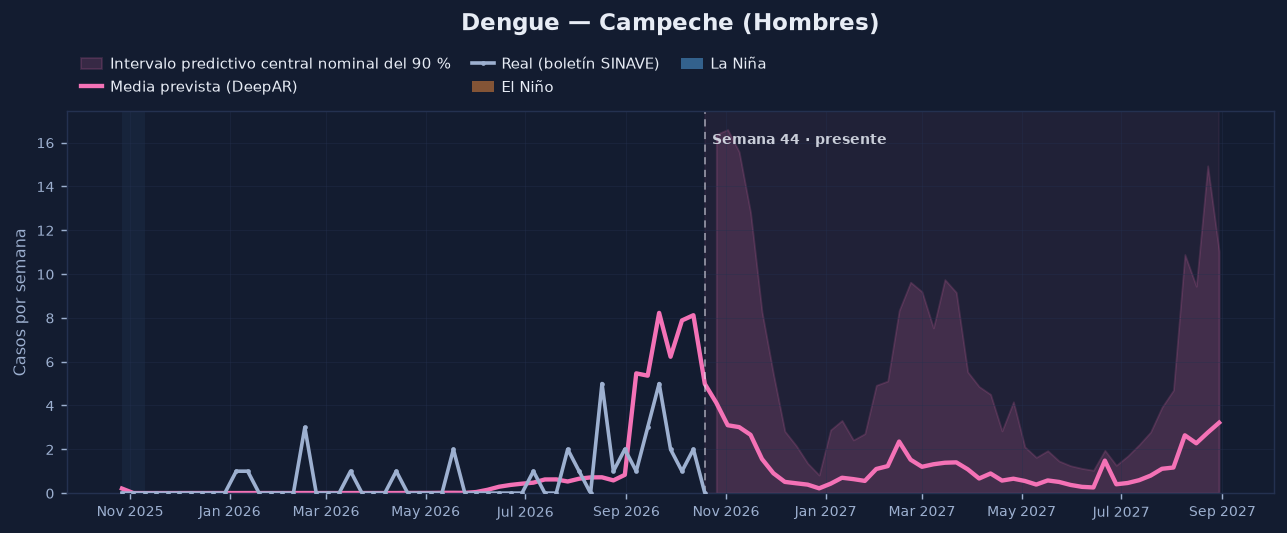 Dengue — Campeche (Hombres)
Intervalo predictivo central nominal del 90 %
Real (boletín SINAVE)
La Niña
Media prevista (DeepAR)
El Niño
Semana 44 · presente
Casos por semana
16
14
12
10
8
6
4
2
0
Nov 2025
Jan 2026
Mar 2026
May 2026
Jul 2026
Sep 2026
Nov 2026
Jan 2027
Mar 2027
May 2027
Jul 2027
Sep 2027